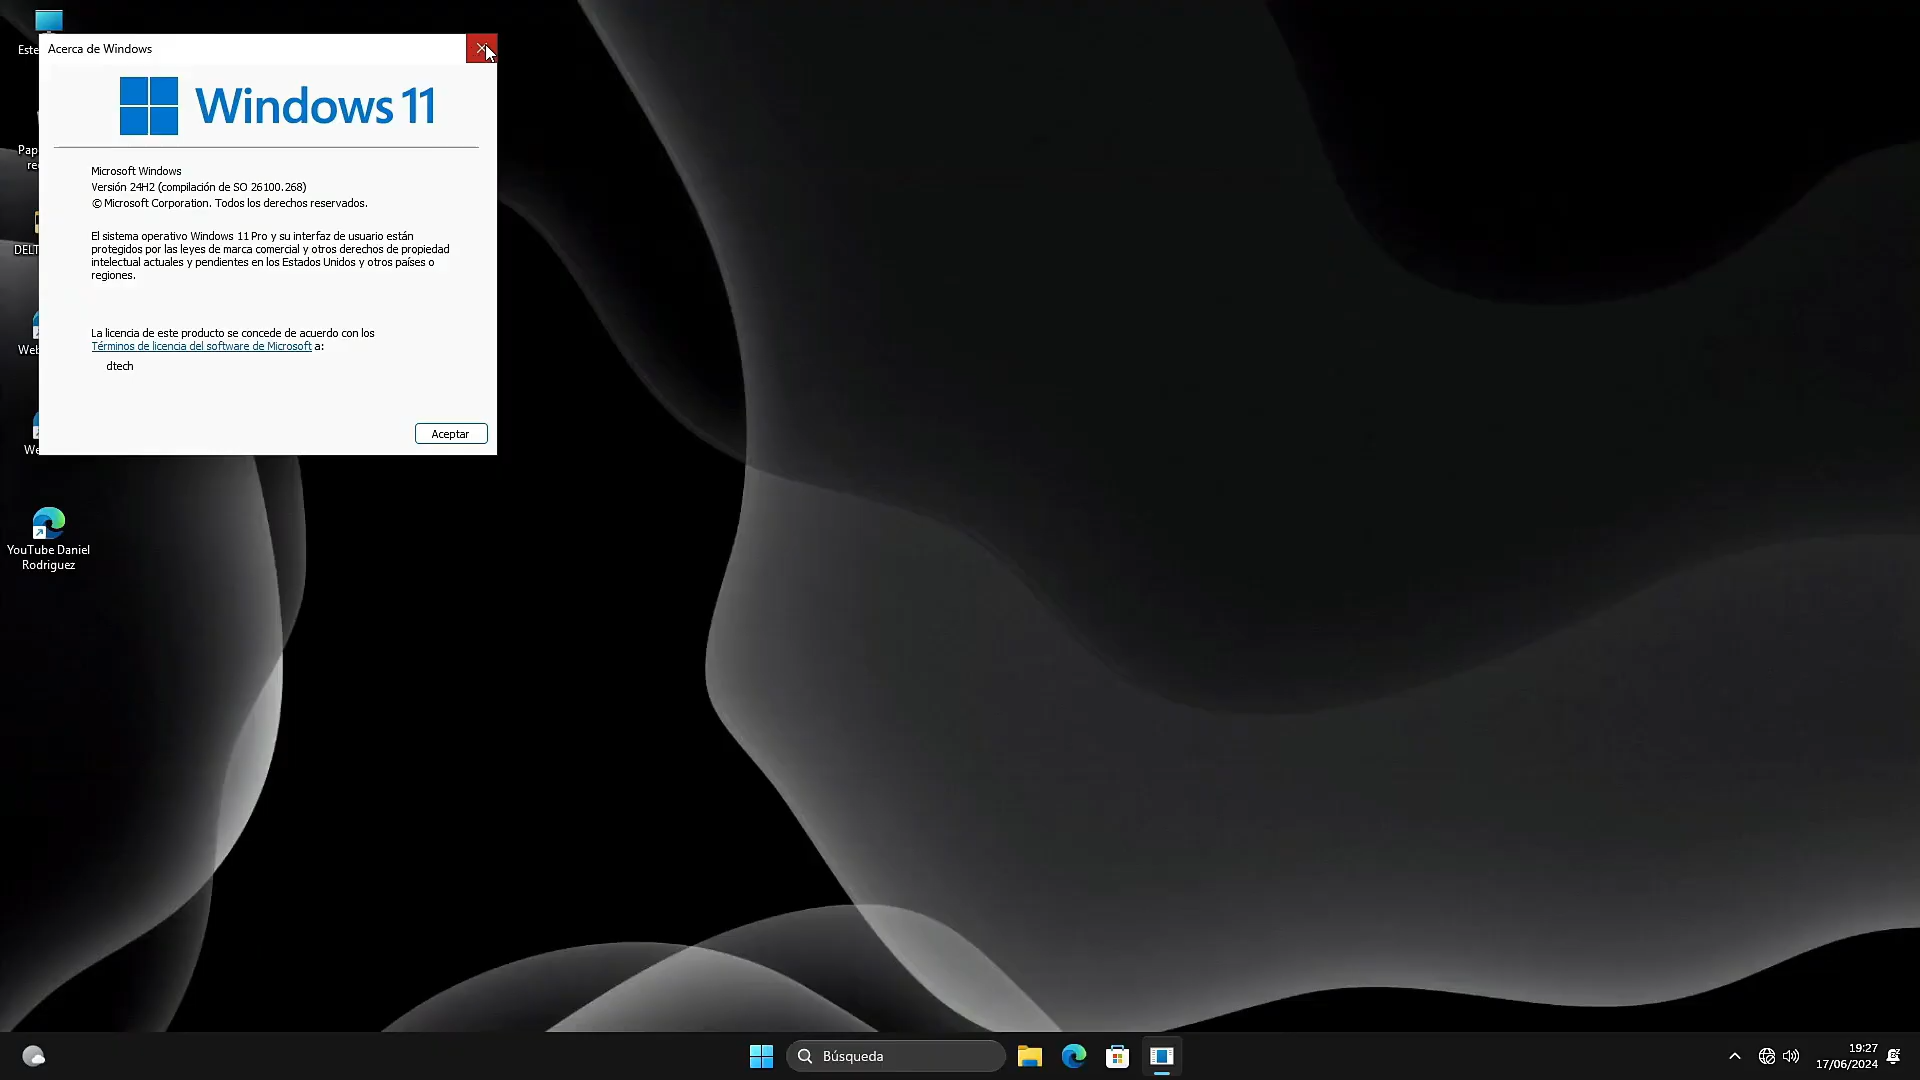 Acerca de Windows
Windows 11
Microsoft Windows
Versión 24H2 (compilación de SO 26100.268)
© Microsoft Corporation. Todos los derechos reservados.
El sistema operativo Windows 11 Pro y su interfaz de usuario están
protegidos por las leyes de marca comercial y otros derechos de propiedad
intelectual actuales y pendientes en los Estados Unidos y otros países o
regiones.
La licencia de este producto se concede de acuerdo con los
Términos de licencia del software de Microsoft a:
dtech
Aceptar
Este
Pap
re
DELT
Web
We
YouTube Daniel
Rodriguez
Búsqueda
19:27
17/06/2024